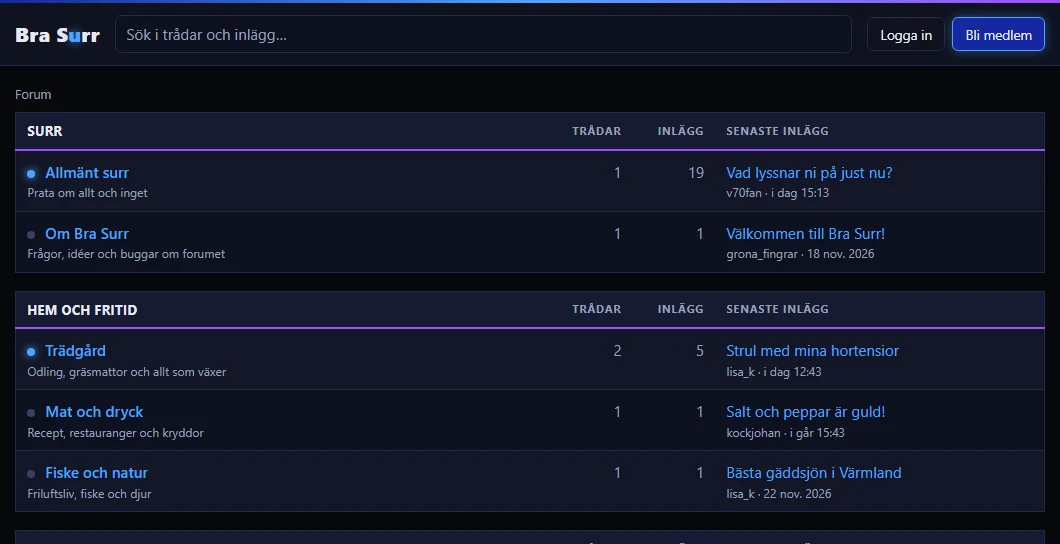 Bra Surr
Sök i trådar och inlägg...
Logga in
Bli medlem
Forum
SURR TRÅDAR INLÄGG SENASTE INLÄGG
Allmänt surr 1 19 Vad lyssnar ni på just nu?
Prata om allt och inget v70fan · i dag 15:13
Om Bra Surr 1 1 Välkommen till Bra Surr!
Frågor, idéer och buggar om forumet grona_fingrar · 18 nov. 2026
HEM OCH FRITID TRÅDAR INLÄGG SENASTE INLÄGG
Trädgård 2 5 Strul med mina hortensior
Odling, gräsmattor och allt som växer lisa_k · i dag 12:43
Mat och dryck 1 1 Salt och peppar är guld!
Recept, restauranger och kryddor kockjohan · i går 15:43
Fiske och natur 1 1 Bästa gäddsjön i Värmland
Friluftsliv, fiske och djur lisa_k · 22 nov. 2026